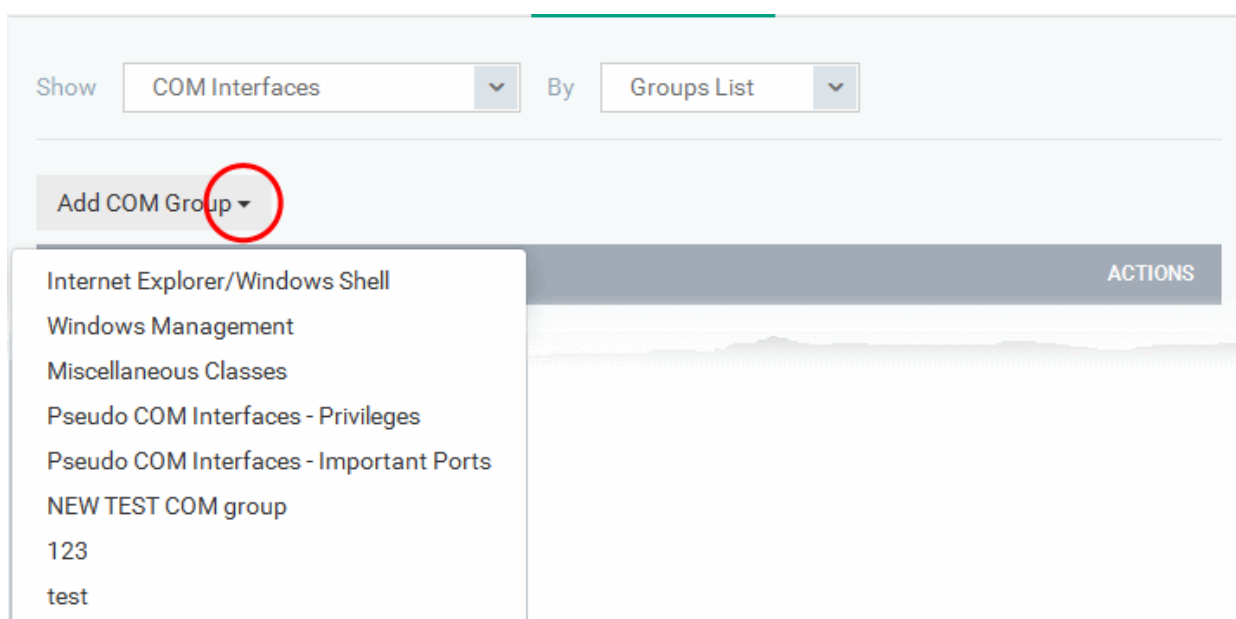 Show COM Interfaces By Groups List
Add COM Group
ACTIONS
Internet Explorer/Windows Shell
Windows Management
Miscellaneous Classes
Pseudo COM Interfaces - Privileges
Pseudo COM Interfaces - Important Ports
NEW TEST COM group
123
test